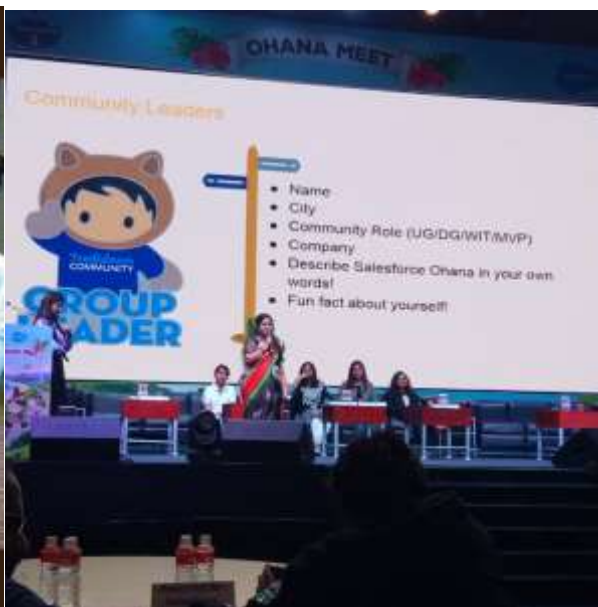 OHANA MEET
Community Leaders
Trailblazer
COMMUNITY
GROUP
LEADER
● Name
● City
● Community Role (UG/DG/WIT/MVP)
● Company
● Describe Salesforce Ohana in your own
words!
● Fun fact about yourself!